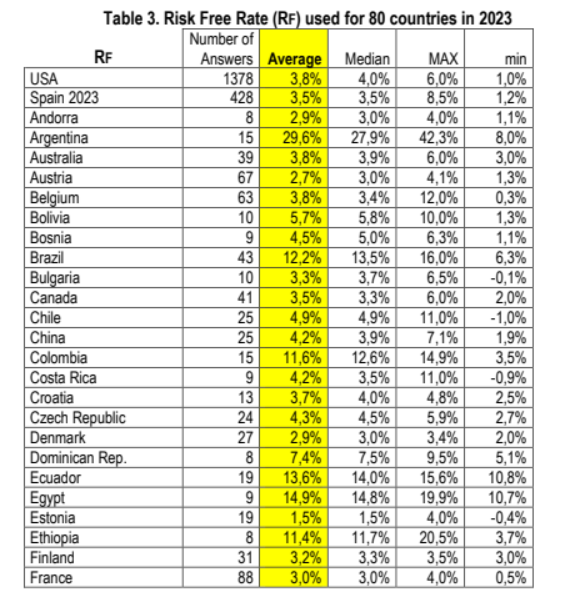 Table 3. Risk Free Rate (RF) used for 80 countries in 2023
Number of
RF Answers Average Median MAX min
USA 1378 3,8% 4,0% 6,0% 1,0%
Spain 2023 428 3,5% 3,5% 8,5% 1,2%
Andorra 8 2,9% 3,0% 4,0% 1,1%
Argentina 15 29,6% 27,9% 42,3% 8,0%
Australia 39 3,8% 3,9% 6,0% 3,0%
Austria 67 2,7% 3,0% 4,1% 1,3%
Belgium 63 3,8% 3,4% 12,0% 0,3%
Bolivia 10 5,7% 5,8% 10,0% 1,3%
Bosnia 9 4,5% 5,0% 6,3% 1,1%
Brazil 43 12,2% 13,5% 16,0% 6,3%
Bulgaria 10 3,3% 3,7% 6,5% -0,1%
Canada 41 3,5% 3,3% 6,0% 2,0%
Chile 25 4,9% 4,9% 11,0% -1,0%
China 25 4,2% 3,9% 7,1% 1,9%
Colombia 15 11,6% 12,6% 14,9% 3,5%
Costa Rica 9 4,2% 3,5% 11,0% -0,9%
Croatia 13 3,7% 4,0% 4,8% 2,5%
Czech Republic 24 4,3% 4,5% 5,9% 2,7%
Denmark 27 2,9% 3,0% 3,4% 2,0%
Dominican Rep. 8 7,4% 7,5% 9,5% 5,1%
Ecuador 19 13,6% 14,0% 15,6% 10,8%
Egypt 9 14,9% 14,8% 19,9% 10,7%
Estonia 19 1,5% 1,5% 4,0% -0,4%
Ethiopia 8 11,4% 11,7% 20,5% 3,7%
Finland 31 3,2% 3,3% 3,5% 3,0%
France 88 3,0% 3,0% 4,0% 0,5%